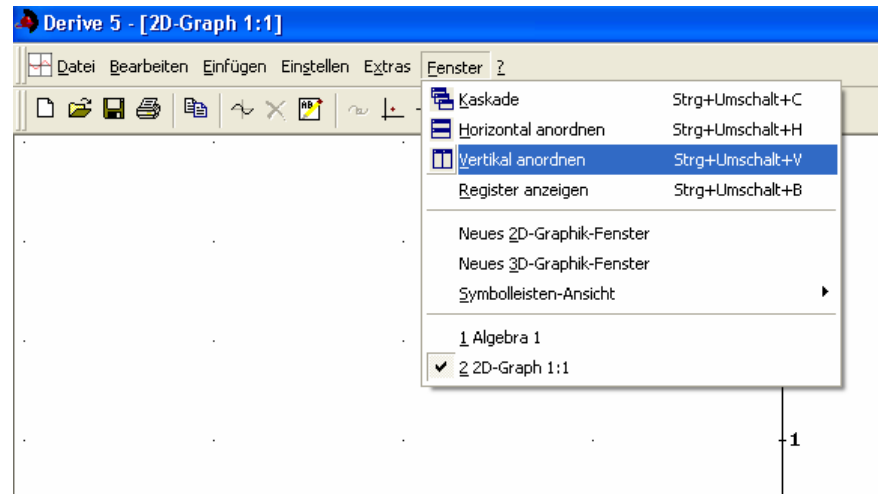 Derive 5 - [2D-Graph 1:1]
Datei Bearbeiten Einfügen Einstellen Extras Fenster ?
Kaskade Strg+Umschalt+C
Horizontal anordnen Strg+Umschalt+H
Vertikal anordnen Strg+Umschalt+V
Register anzeigen Strg+Umschalt+B
Neues 2D-Graphik-Fenster
Neues 3D-Graphik-Fenster
Symbolleisten-Ansicht
1 Algebra 1
2 2D-Graph 1:1
1